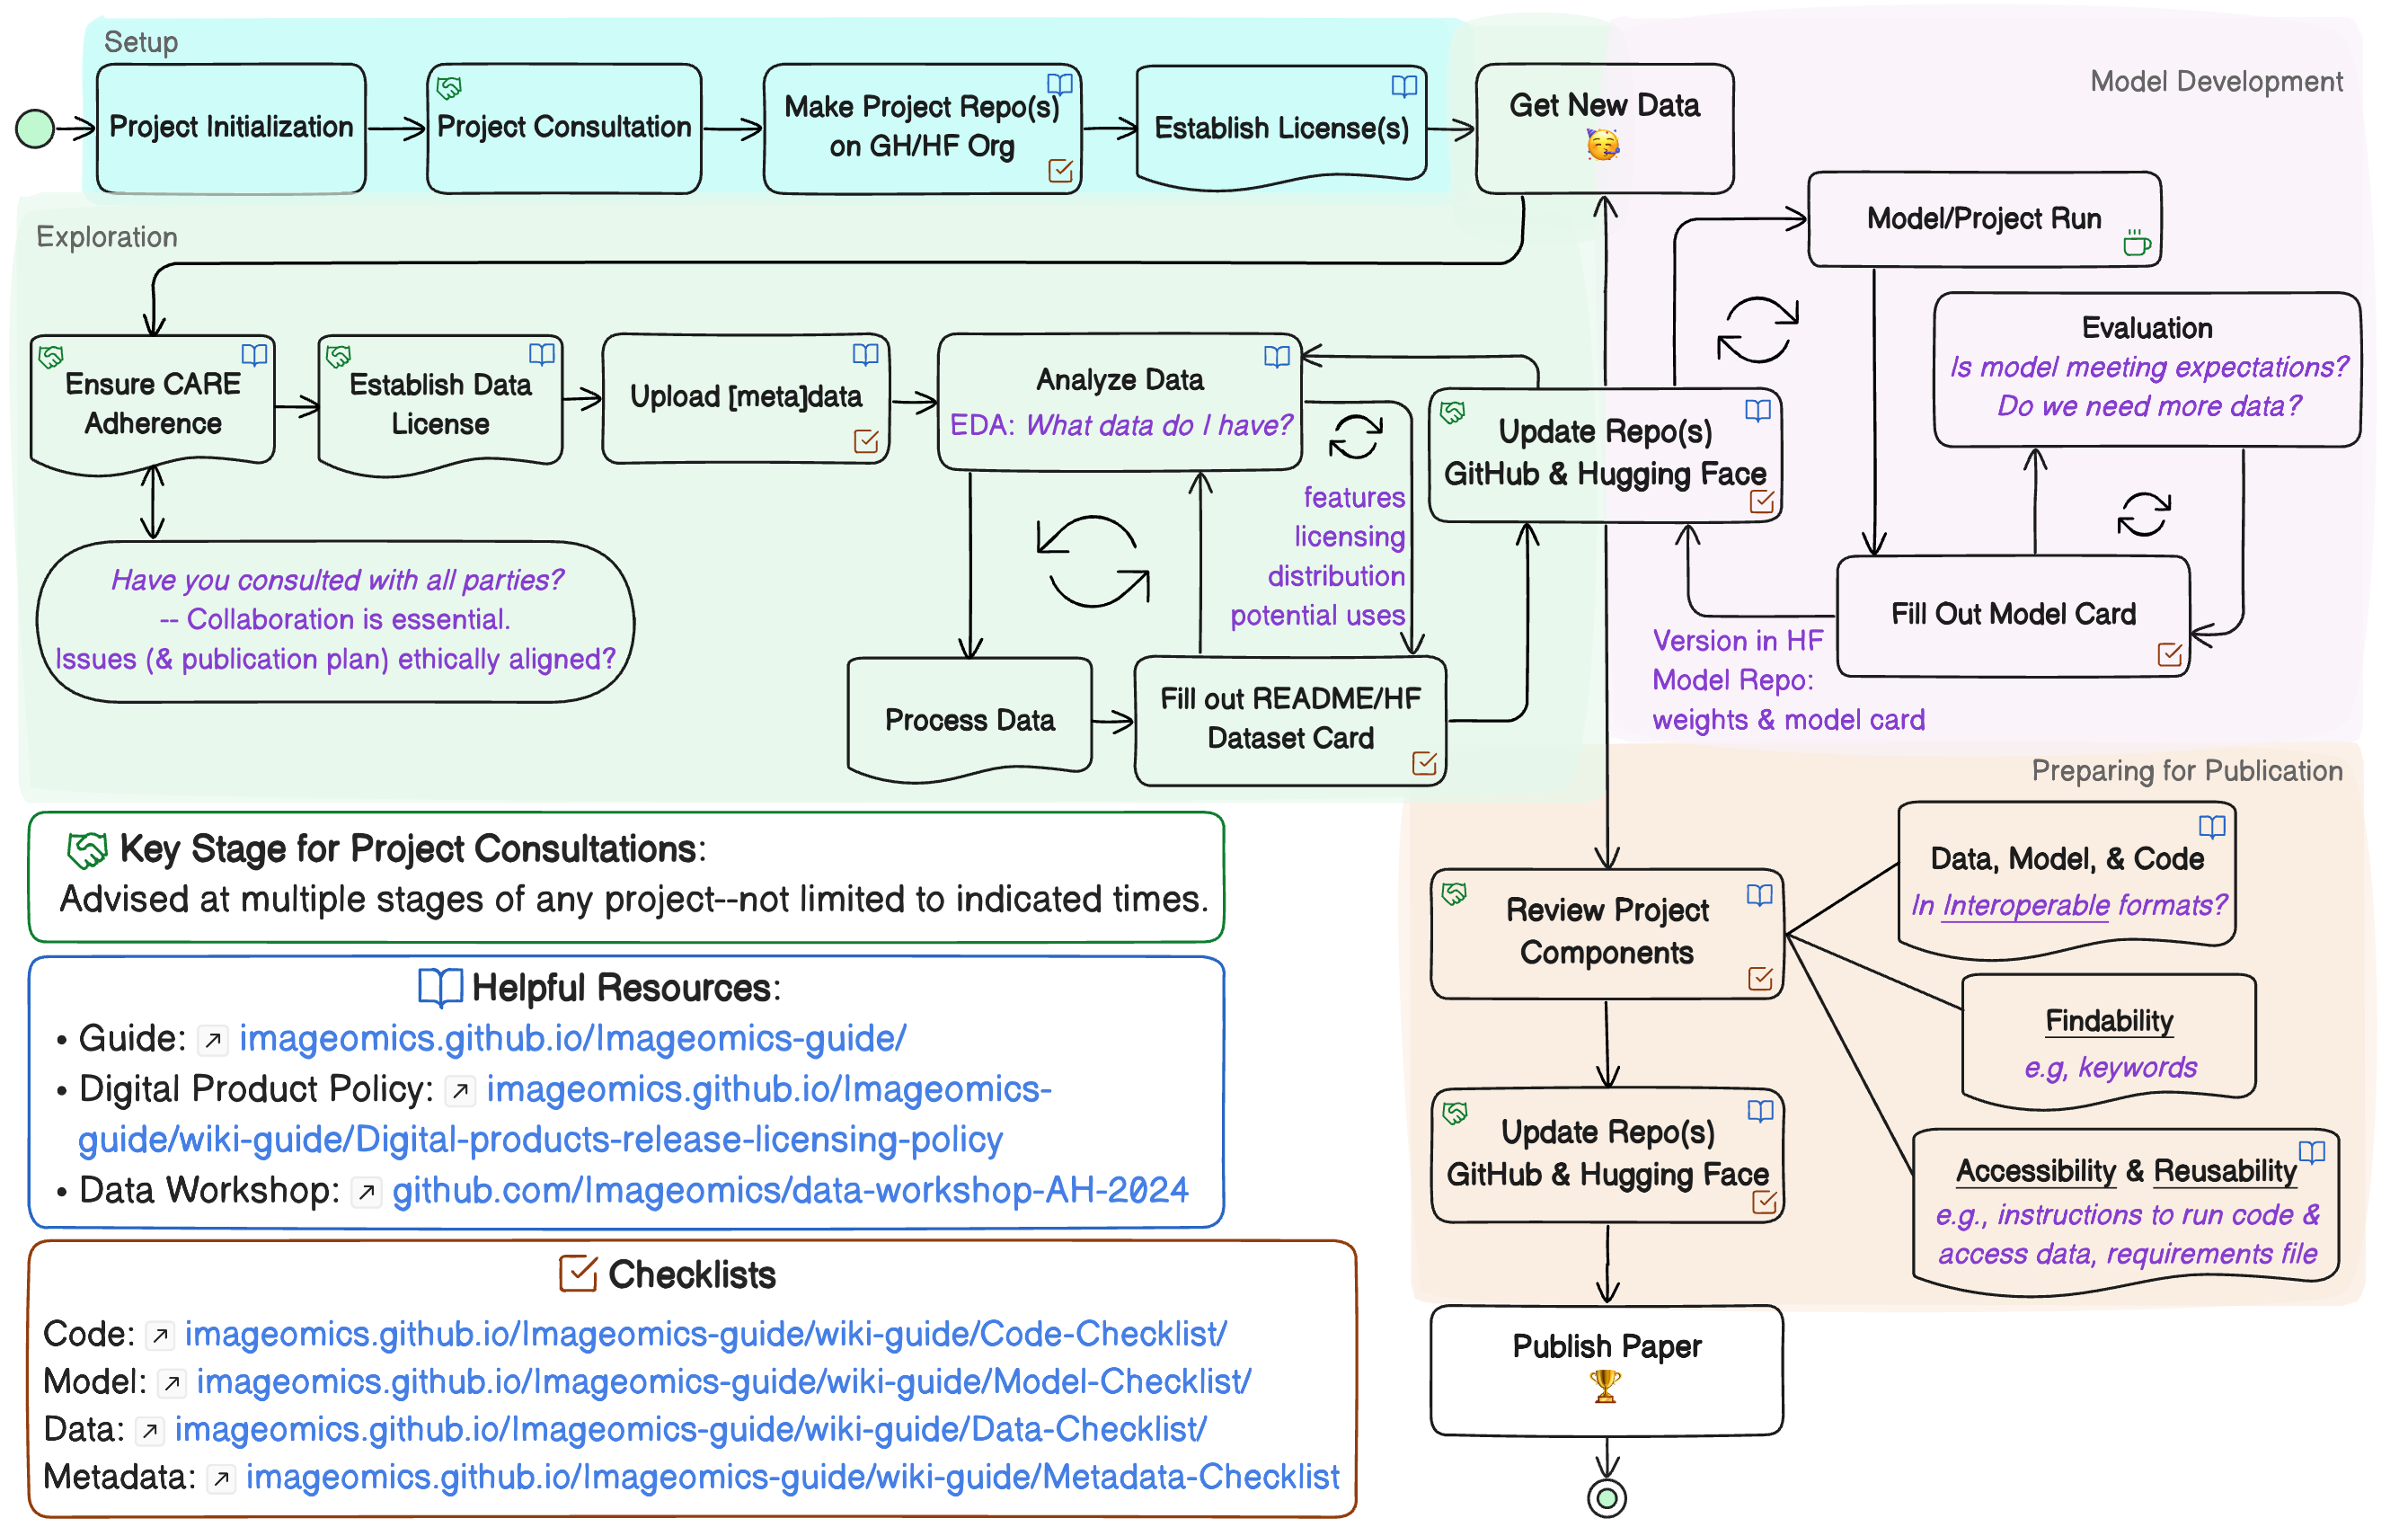 Setup
Project Initialization
Project Consultation
Make Project Repo(s)
on GH/HF Org
Establish License(s)
Get New Data
Model Development
Model/Project Run
Exploration
Ensure CARE
Adherence
Establish Data
License
Upload [meta]data
Analyze Data
EDA: What data do I have?
Update Repo(s)
GitHub & Hugging Face
Evaluation
Is model meeting expectations?
Do we need more data?
features
licensing
distribution
potential uses
Have you consulted with all parties?
-- Collaboration is essential.
Issues (& publication plan) ethically aligned?
Process Data
Fill out README/HF
Dataset Card
Fill Out Model Card
Version in HF
Model Repo:
weights & model card
Preparing for Publication
Review Project
Components
Data, Model, & Code
In Interoperable formats?
Findability
e.g, keywords
Accessibility & Reusability
e.g., instructions to run code &
access data, requirements file
Update Repo(s)
GitHub & Hugging Face
Publish Paper
Key Stage for Project Consultations:
Advised at multiple stages of any project--not limited to indicated times.
Helpful Resources:
• Guide: imageomics.github.io/Imageomics-guide/
• Digital Product Policy: imageomics.github.io/Imageomics-
guide/wiki-guide/Digital-products-release-licensing-policy
• Data Workshop: github.com/Imageomics/data-workshop-AH-2024
Checklists
Code: imageomics.github.io/Imageomics-guide/wiki-guide/Code-Checklist/
Model: imageomics.github.io/Imageomics-guide/wiki-guide/Model-Checklist/
Data: imageomics.github.io/Imageomics-guide/wiki-guide/Data-Checklist/
Metadata: imageomics.github.io/Imageomics-guide/wiki-guide/Metadata-Checklist